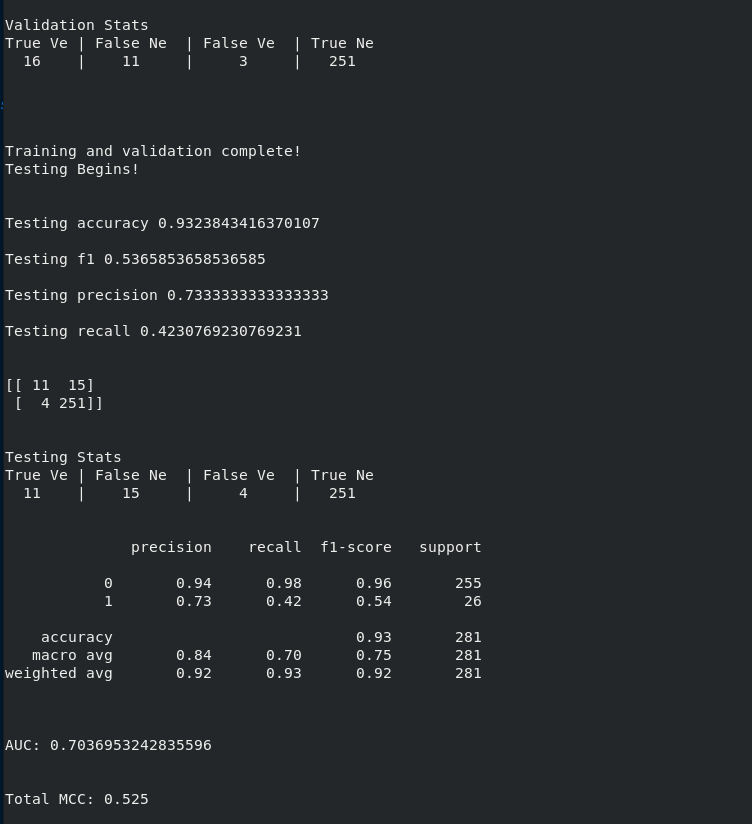 Validation Stats
True Ve | False Ne  | False Ve  | True Ne
  16    |    11     |     3     |   251
Training and validation complete!
Testing Begins!
Testing accuracy 0.9323843416370107
Testing f1 0.5365853658536585
Testing precision 0.7333333333333333
Testing recall 0.4230769230769231
[[ 11  15]
 [  4 251]]
Testing Stats
True Ve | False Ne  | False Ve  | True Ne
  11    |    15     |     4     |   251
              precision    recall  f1-score   support
           0       0.94      0.98      0.96       255
           1       0.73      0.42      0.54        26
    accuracy                           0.93       281
   macro avg       0.84      0.70      0.75       281
weighted avg       0.92      0.93      0.92       281
AUC: 0.7036953242835596
Total MCC: 0.525